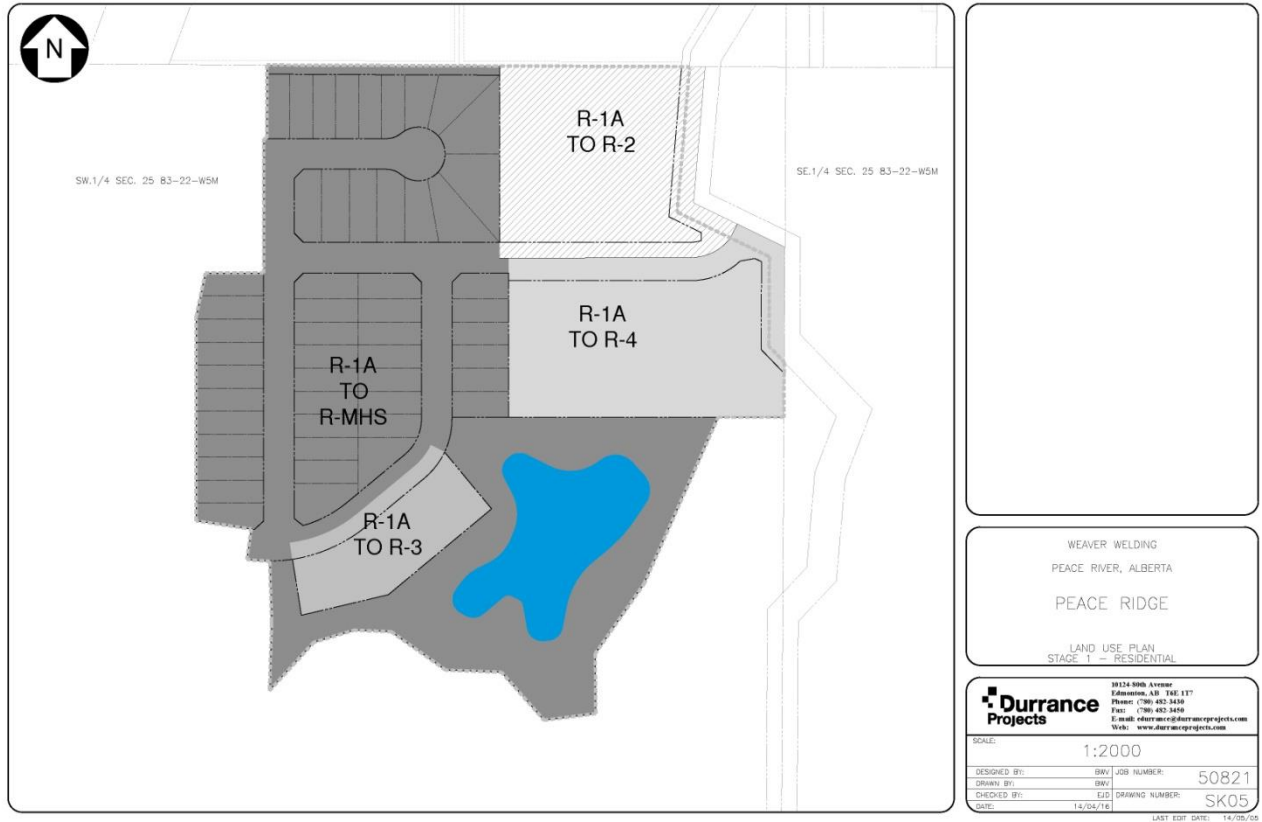 N
R-1A
TO R-2
SW.1/4 SEC. 25 83-22-W5M
SE.1/4 SEC. 25 83-22-W5M
R-1A
TO R-4
R-1A
TO
R-MHS
R-1A
TO R-3
WEAVER WELDING
PEACE RIVER, ALBERTA
PEACE RIDGE
LAND USE PLAN
STAGE 1 – RESIDENTIAL
Durrance
Projects
10124-80th Avenue
Edmonton, AB T6E 1T7
Phone: (780) 482-3430
Fax: (780) 482-3450
E-mail: edurrance@durranceprojects.com
Web: www.durranceprojects.com
SCALE:
1:2000
DESIGNED BY: BWV JOB NUMBER: 50821
DRAWN BY: BWV
CHECKED BY: EJD DRAWING NUMBER: SK05
DATE: 14/04/16
LAST EDIT DATE: 14/05/05